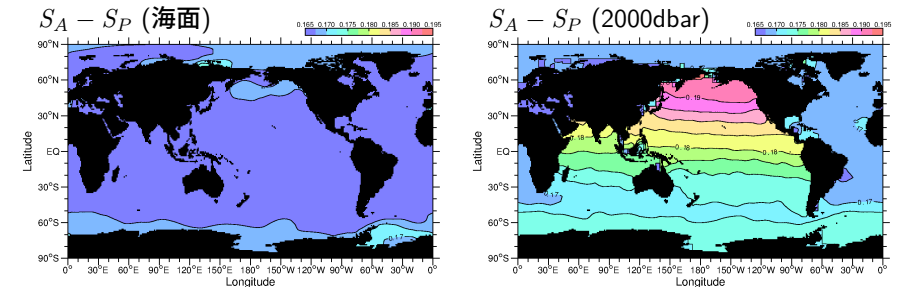 S_A − S_P (海面)
0.165 0.170 0.175 0.180 0.185 0.190 0.195
90°N
60°N
30°N
EQ
30°S
60°S
90°S
Latitude
0.17
0° 30°E 60°E 90°E 120°E 150°E 180° 150°W 120°W 90°W 60°W 30°W 0°
Longitude
S_A − S_P (2000dbar)
0.165 0.170 0.175 0.180 0.185 0.190 0.195
90°N
60°N
30°N
EQ
30°S
60°S
90°S
Latitude
0.19
0.18
0.18
0.18
0.17
0.17
0° 30°E 60°E 90°E 120°E 150°E 180° 150°W 120°W 90°W 60°W 30°W 0°
Longitude